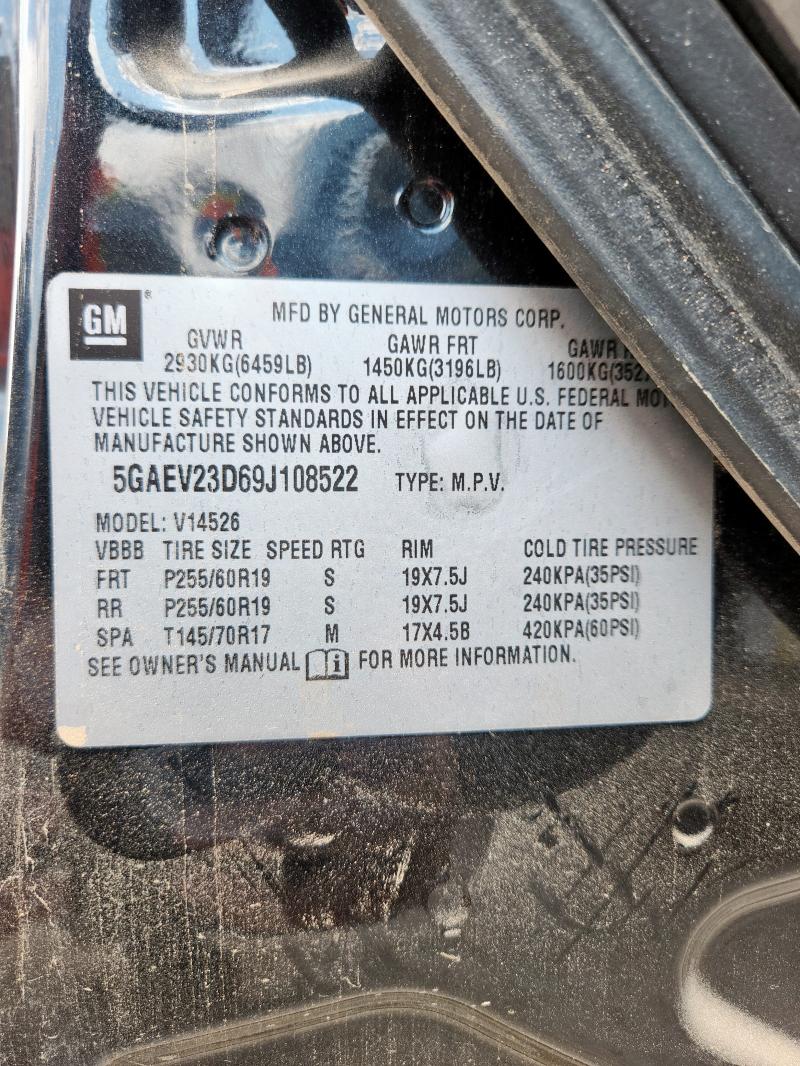 GM ® MFD BY GENERAL MOTORS CORP.
GVWR GAWR FRT GAWR
2930KG(6459LB) 1450KG(3196LB) 1600KG(352
THIS VEHICLE CONFORMS TO ALL APPLICABLE U.S. FEDERAL
VEHICLE SAFETY STANDARDS IN EFFECT ON THE DATE OF
MANUFACTURE SHOWN ABOVE.
5GAEV23D69J108522 TYPE: M.P.V.
MODEL: V14526
VBBB TIRE SIZE SPEED RTG RIM COLD TIRE PRESSURE
FRT P255/60R19 S 19X7.5J 240KPA(35PSI)
RR P255/60R19 S 19X7.5J 240KPA(35PSI)
SPA T145/70R17 M 17X4.5B 420KPA(60PSI)
SEE OWNER'S MANUAL i FOR MORE INFORMATION.